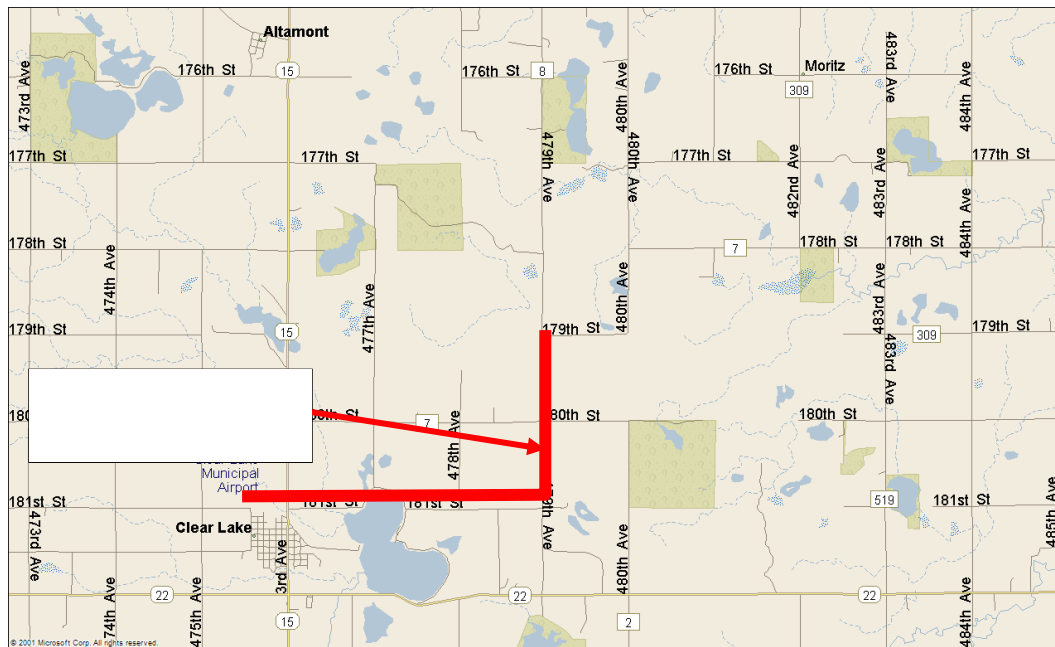 Altamont
473rd Ave
176th St
15
176th St
8
480th Ave
176th St
Moritz
309
483rd Ave
484th Ave
177th St
177th St
479th Ave
480th Ave
177th St
482nd Ave
483rd Ave
177th St
178th St
474th Ave
7
178th St
178th St
484th Ave
179th St
15
477th Ave
179th St
480th Ave
483rd Ave
483rd Ave
309
179th St
180
St
7
478th Ave
180th St
180th St
Municipal
Airport
181st St
181st St
181st St
Ave
519
181st St
473rd Ave
Clear Lake
3rd Ave
480th Ave
485th Ave
22
474th Ave
475th Ave
15
22
2
22
484th Ave
© 2001 Microsoft Corp. All rights reserved.